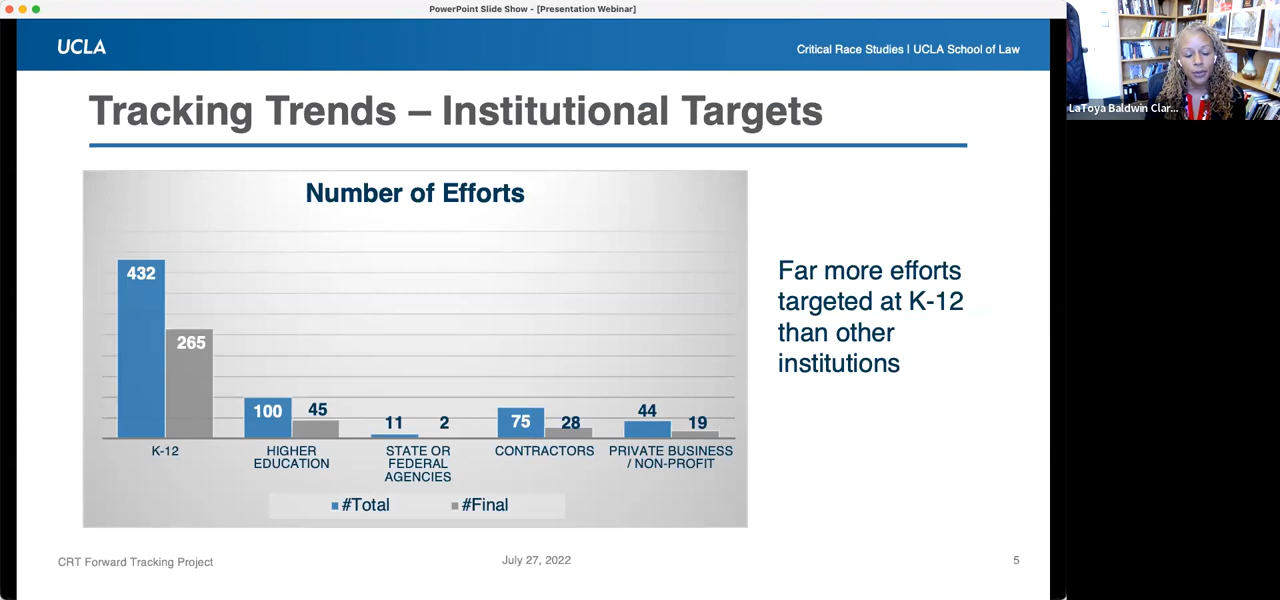 PowerPoint Slide Show - [Presentation Webinar]
UCLA
Critical Race Studies | UCLA School of Law
LaToya Baldwin Clar...
Tracking Trends – Institutional Targets
Number of Efforts
432
265
100
45
11
2
75
28
44
19
K-12
HIGHER
EDUCATION
STATE OR
FEDERAL
AGENCIES
CONTRACTORS
PRIVATE BUSINESS
/ NON-PROFIT
#Total
#Final
Far more efforts
targeted at K-12
than other
institutions
CRT Forward Tracking Project
July 27, 2022
5